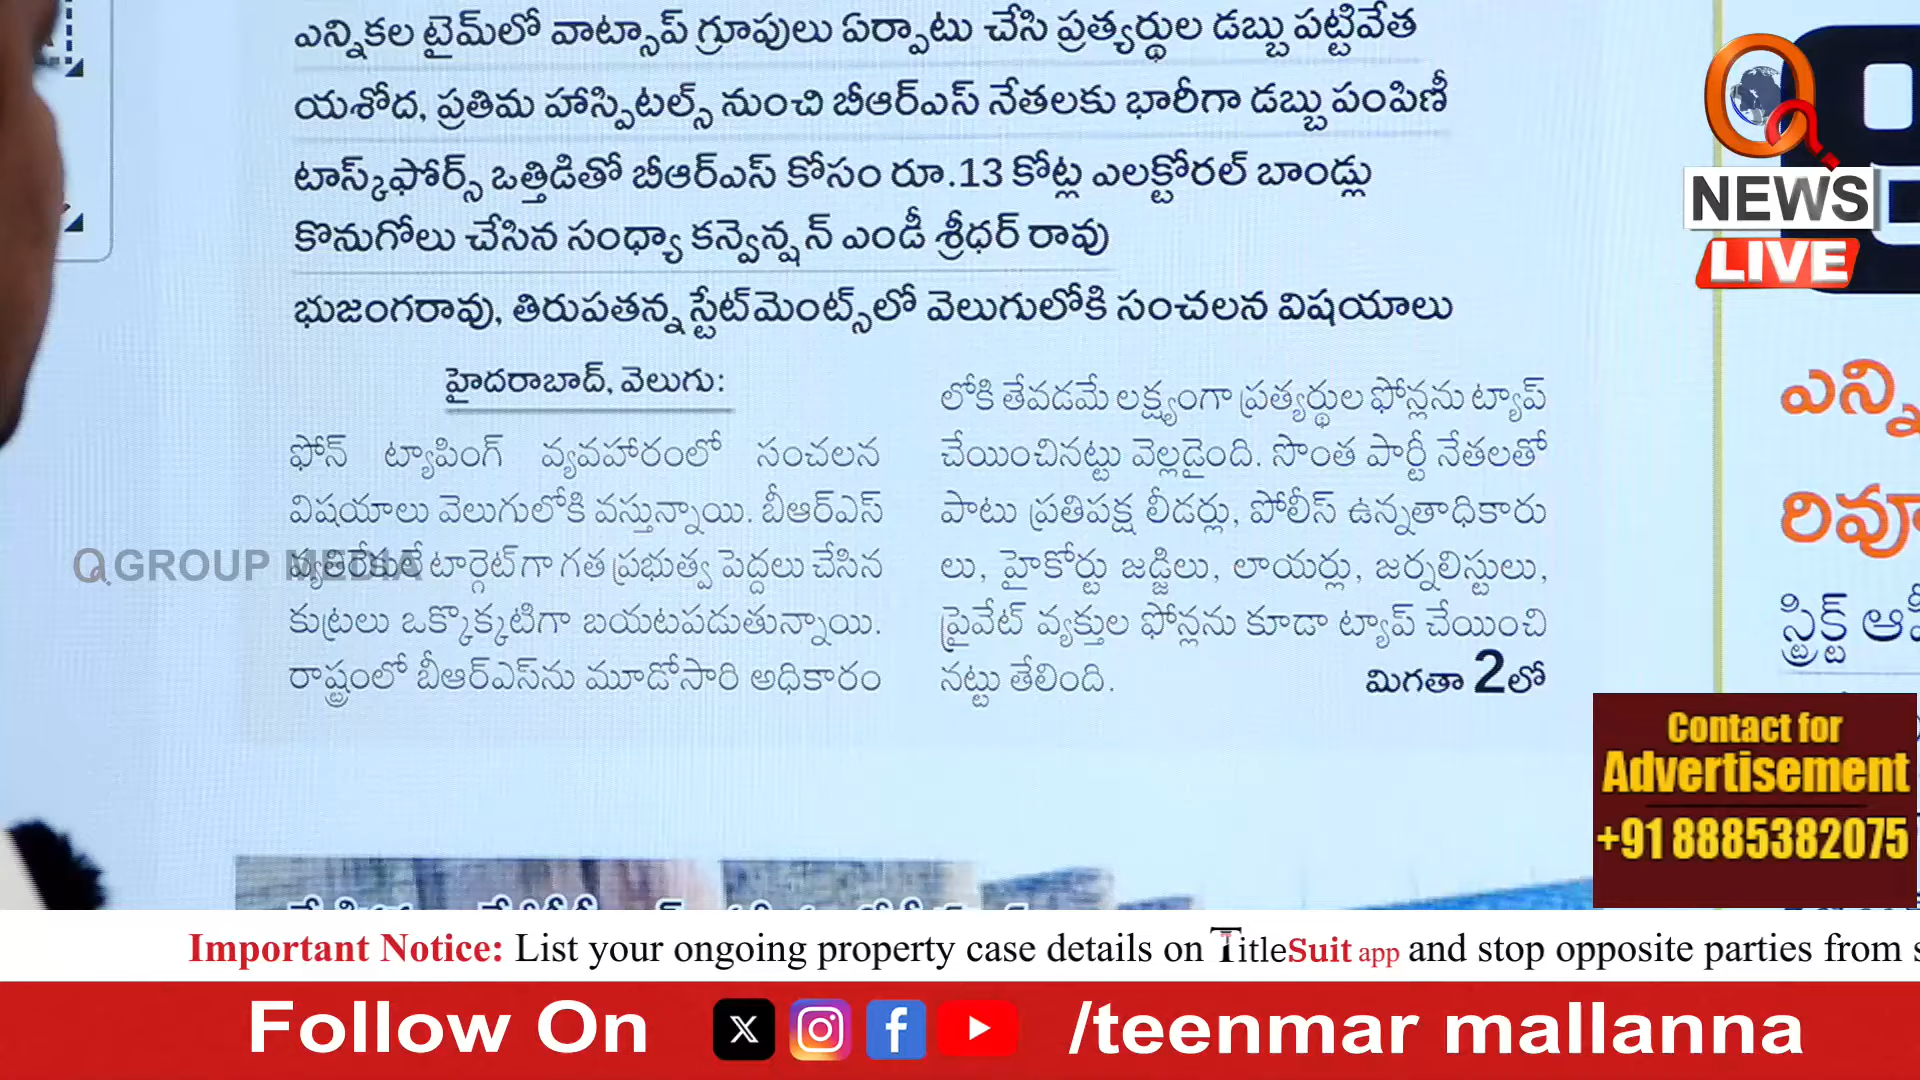 ఎన్నికల టైమ్‌లో వాట్సాప్ గ్రూపులు ఏర్పాటు చేసి ప్రత్యర్థుల డబ్బు పట్టివేత
యశోద, ప్రతిమ హాస్పిటల్స్ నుంచి బీఆర్ఎస్ నేతలకు భారీగా డబ్బు పంపిణీ
టాస్క్‌ఫోర్స్ ఒత్తిడితో బీఆర్ఎస్ కోసం రూ.13 కోట్ల ఎలక్టోరల్ బాండ్లు
కొనుగోలు చేసిన సంధ్యా కన్వెన్షన్ ఎండీ శ్రీధర్ రావు
భుజంగరావు, తిరుపతన్న స్టేట్‌మెంట్స్‌లో వెలుగులోకి సంచలన విషయాలు
హైదరాబాద్, వెలుగు:
ఫోన్ ట్యాపింగ్ వ్యవహారంలో సంచలన
విషయాలు వెలుగులోకి వస్తున్నాయి. బీఆర్ఎస్
వ్యతిరేకులే టార్గెట్‌గా గత ప్రభుత్వ పెద్దలు చేసిన
కుట్రలు ఒక్కొక్కటిగా బయటపడుతున్నాయి.
రాష్ట్రంలో బీఆర్ఎస్‌ను మూడోసారి అధికారం
లోకి తేవడమే లక్ష్యంగా ప్రత్యర్థుల ఫోన్లను ట్యాప్
చేయించినట్టు వెల్లడైంది. సొంత పార్టీ నేతలతో
పాటు ప్రతిపక్ష లీడర్లు, పోలీస్ ఉన్నతాధికారు
లు, హైకోర్టు జడ్జిలు, లాయర్లు, జర్నలిస్టులు,
ప్రైవేట్ వ్యక్తుల ఫోన్లను కూడా ట్యాప్ చేయించి
నట్టు తేలింది.
మిగతా 2లో
Q GROUP MEDIA
Q
NEWS
LIVE
ఎన్ని
రివ్యూ
స్ట్రిక్ట్
Contact for
Advertisement
+91 8885382075
Important Notice: List your ongoing property case details on TitleSuit app and stop opposite parties from
Follow On /teenmar mallanna